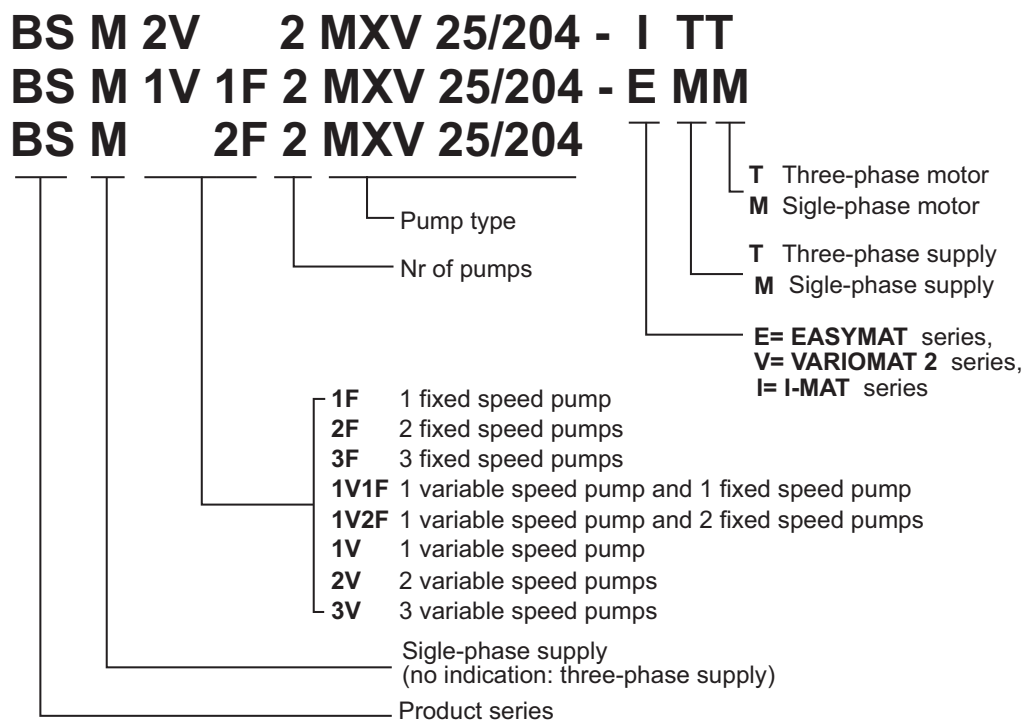 BS M 2V 2 MXV 25/204 - I TT
BS M 1V 1F 2 MXV 25/204 - E MM
BS M 2F 2 MXV 25/204
T Three-phase motor
M Sigle-phase motor
Pump type
T Three-phase supply
M Sigle-phase supply
Nr of pumps
E= EASYMAT series,
V= VARIOMAT 2 series,
I= I-MAT series
1F 1 fixed speed pump
2F 2 fixed speed pumps
3F 3 fixed speed pumps
1V1F 1 variable speed pump and 1 fixed speed pump
1V2F 1 variable speed pump and 2 fixed speed pumps
1V 1 variable speed pump
2V 2 variable speed pumps
3V 3 variable speed pumps
Sigle-phase supply
(no indication: three-phase supply)
Product series